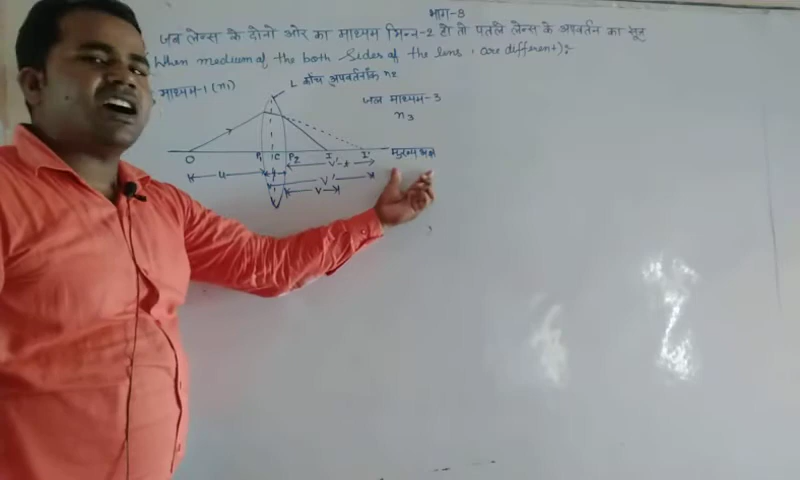 भाग-8
जब लेन्स के दोनो ओर का माध्यम भिन्न-2 हो तो पतले लेन्स के अपवर्तन का सूत्र
(When medium of the both Sides of the lens, are different):-
माध्यम-1 (n1)
L काँच अपवर्तनांक n2
जल माध्यम-3
n3
O P1 C P2 I I' मुख्य अक्ष
u t V'-t
V'
V